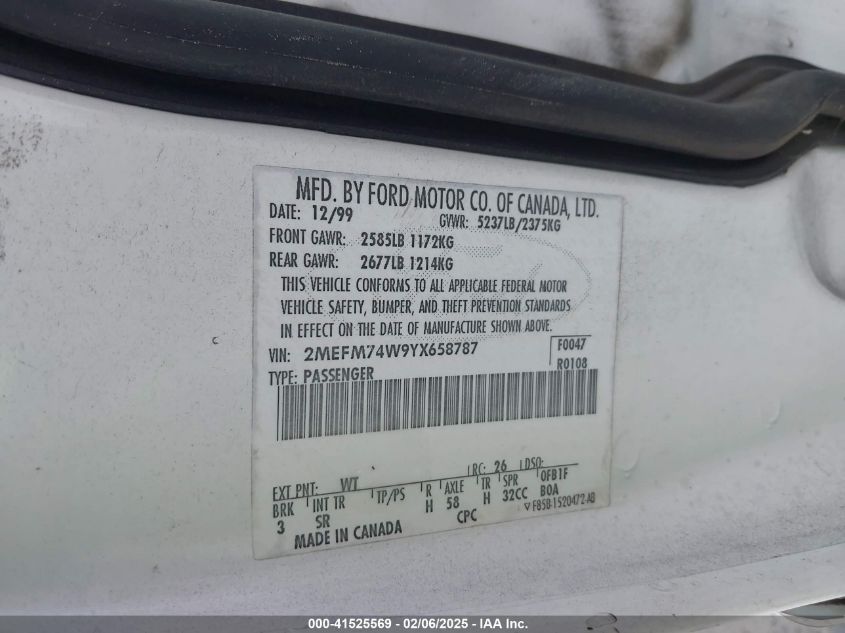 MFD. BY FORD MOTOR CO. OF CANADA, LTD.
DATE: 12/99 GVWR: 5237LB/2375KG
FRONT GAWR: 2585LB 1172KG
REAR GAWR: 2677LB 1214KG
THIS VEHICLE CONFORMS TO ALL APPLICABLE FEDERAL MOTOR
VEHICLE SAFETY, BUMPER, AND THEFT PREVENTION STANDARDS
IN EFFECT ON THE DATE OF MANUFACTURE SHOWN ABOVE.
VIN: 2MEFM74W9YX658787 F0047
TYPE: PASSENGER R0108
EXT PNT: WT RC: 26 DSO:
BRK INT TR TP/PS R AXLE TR SPR 0FB1F
3 SR H 58 H 32CC BOA
MADE IN CANADA CPC F85B-1520472-AB
000-41525569 / 02/06/2025 - IAA Inc.